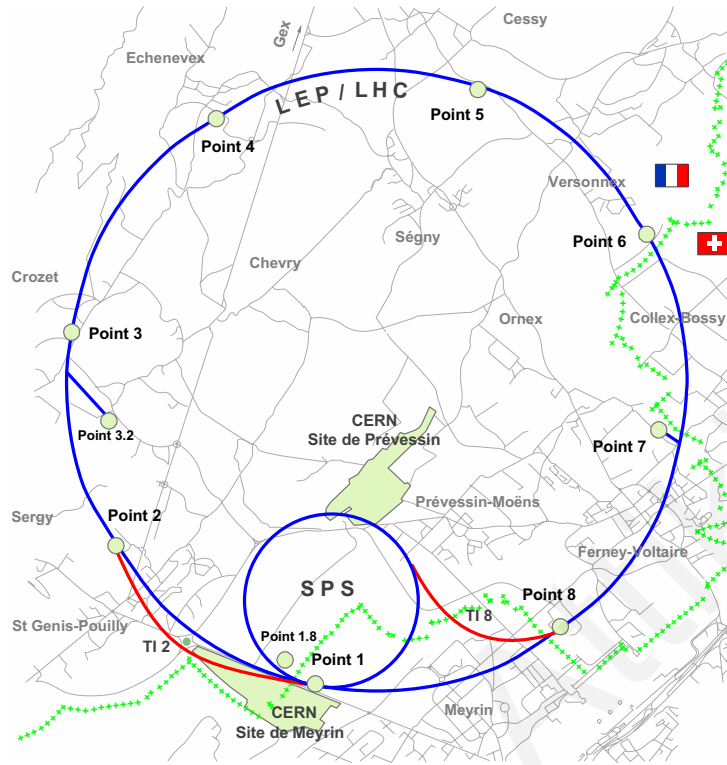 Cessy
Gex
Echenevex
LEP / LHC
Point 5
Point 4
Versonnex
Point 6
Ségny
Chevry
Crozet
Collex-Bossy
Ornex
Point 3
CERN
Site de Prévessin
Point 3.2
Point 7
Prévessin-Moëns
Sergy
Point 2
Ferney-Voltaire
SPS
Point 8
TI 8
St Genis-Pouilly
Point 1.8
TI 2
Point 1
Meyrin
CERN
Site de Meyrin